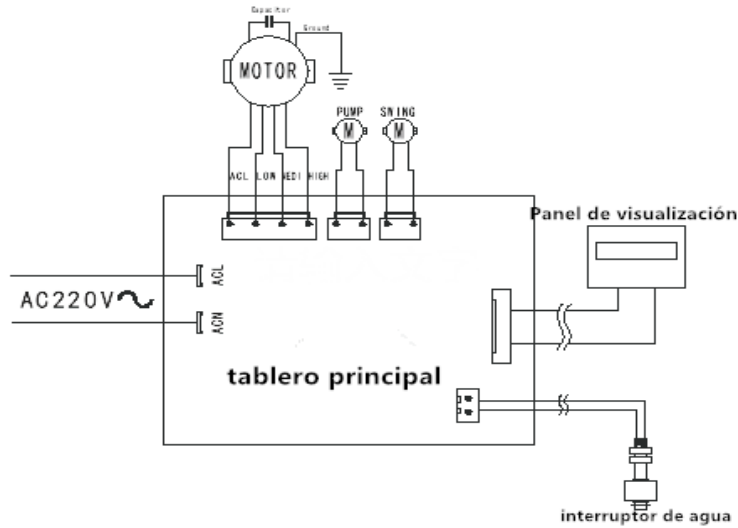 Capacitor
Ground
MOTOR
PUMP SWING
M M
ACL LOW MEDI HIGH
Panel de visualización
ACL
AC220V
ACN
tablero principal
interruptor de agua